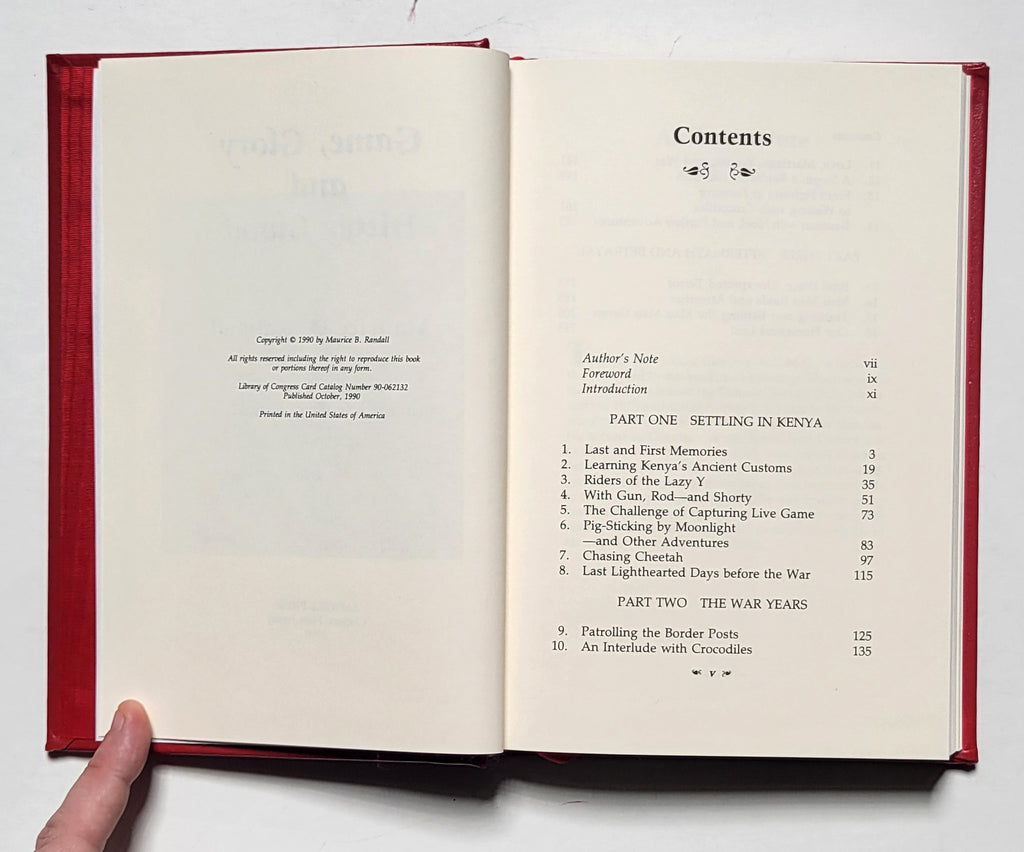 Copyright © 1990 by Maurice B. Randall
All rights reserved including the right to reproduce this book
or portions thereof in any form.
Library of Congress Card Catalog Number 90-062132
Published October, 1990
Printed in the United States of America
Contents
Author's Note vii
Foreword ix
Introduction xi
PART ONE SETTLING IN KENYA
1. Last and First Memories 3
2. Learning Kenya's Ancient Customs 19
3. Riders of the Lazy Y 35
4. With Gun, Rod—and Shorty 51
5. The Challenge of Capturing Live Game 73
6. Pig-Sticking by Moonlight
—and Other Adventures 83
7. Chasing Cheetah 97
8. Last Lighthearted Days before the War 115
PART TWO THE WAR YEARS
9. Patrolling the Border Posts 125
10. An Interlude with Crocodiles 135
v